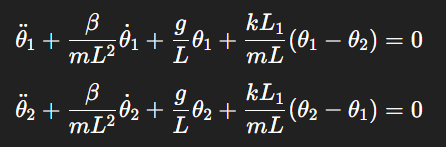 θ̈₁ + β/(mL²) θ̇₁ + g/L θ₁ + kL₁/(mL) (θ₁ − θ₂) = 0
θ̈₂ + β/(mL²) θ̇₂ + g/L θ₂ + kL₁/(mL) (θ₂ − θ₁) = 0